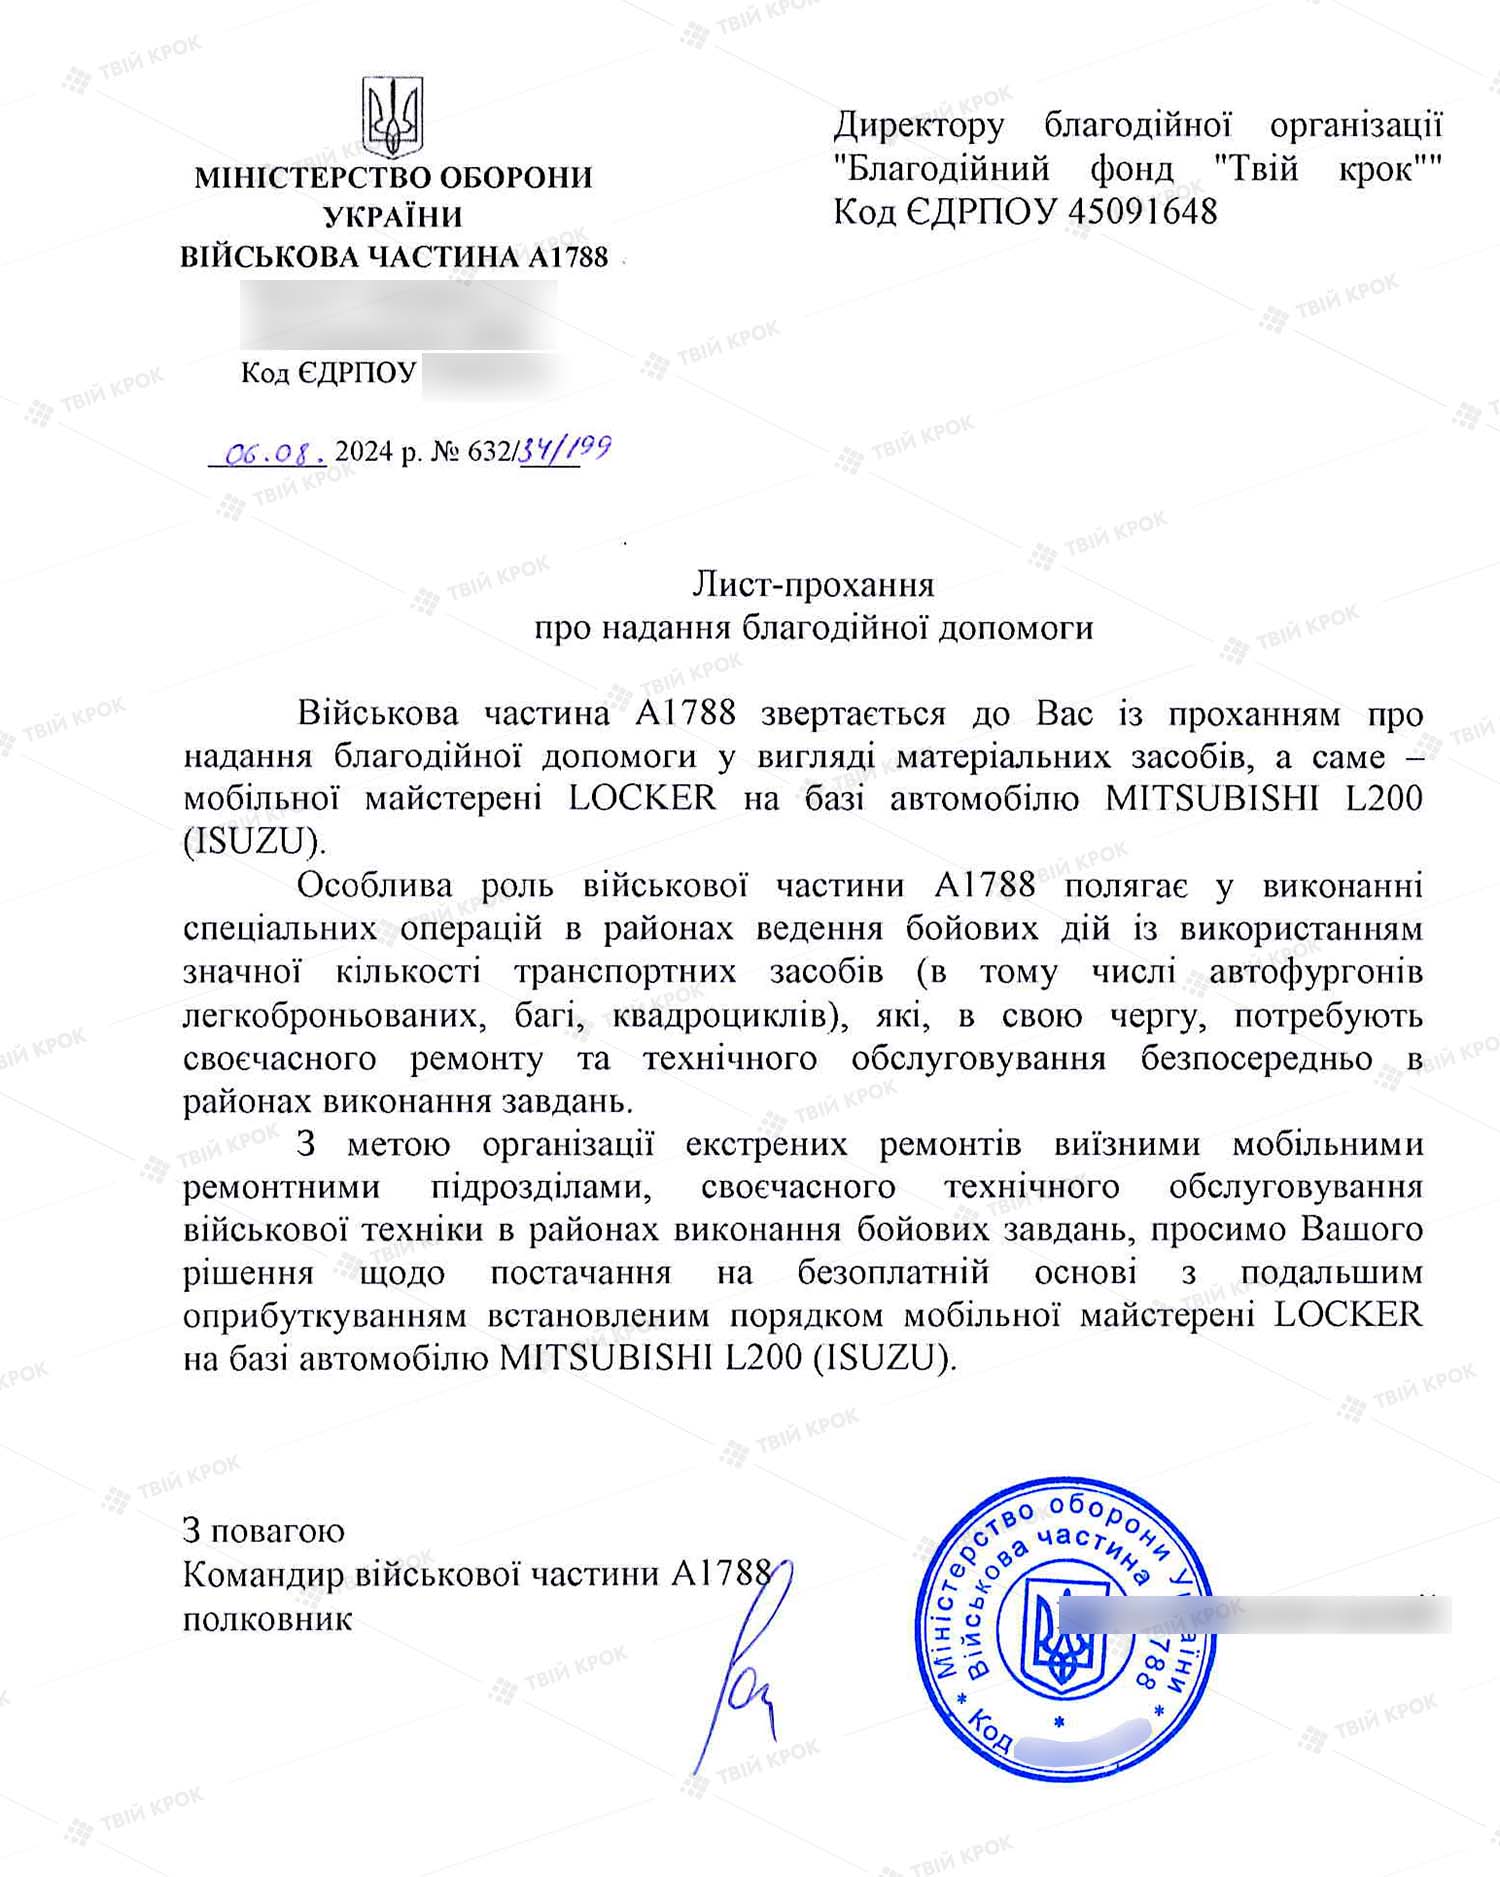 МІНІСТЕРСТВО ОБОРОНИ
УКРАЇНИ
ВІЙСЬКОВА ЧАСТИНА А1788
Код ЄДРПОУ
06.08. 2024 р. № 632/34/199
Директору благодійної організації
"Благодійний фонд "Твій крок""
Код ЄДРПОУ 45091648
Лист-прохання
про надання благодійної допомоги
Військова частина А1788 звертається до Вас із проханням про
надання благодійної допомоги у вигляді матеріальних засобів, а саме –
мобільної майстерені LOCKER на базі автомобілю MITSUBISHI L200
(ISUZU).
Особлива роль військової частини А1788 полягає у виконанні
спеціальних операцій в районах ведення бойових дій із використанням
значної кількості транспортних засобів (в тому числі автофургонів
легкоброньованих, багі, квадроциклів), які, в свою чергу, потребують
своєчасного ремонту та технічного обслуговування безпосередньо в
районах виконання завдань.
З метою організації екстрених ремонтів виїзними мобільними
ремонтними підрозділами, своєчасного технічного обслуговування
військової техніки в районах виконання бойових завдань, просимо Вашого
рішення щодо постачання на безоплатній основі з подальшим
оприбуткуванням встановленим порядком мобільної майстерені LOCKER
на базі автомобілю MITSUBISHI L200 (ISUZU).
З повагою
Командир військової частини А1788
полковник
Міністерство оборони України
Військова частина
788
* Код
ТВІЙ КРОК